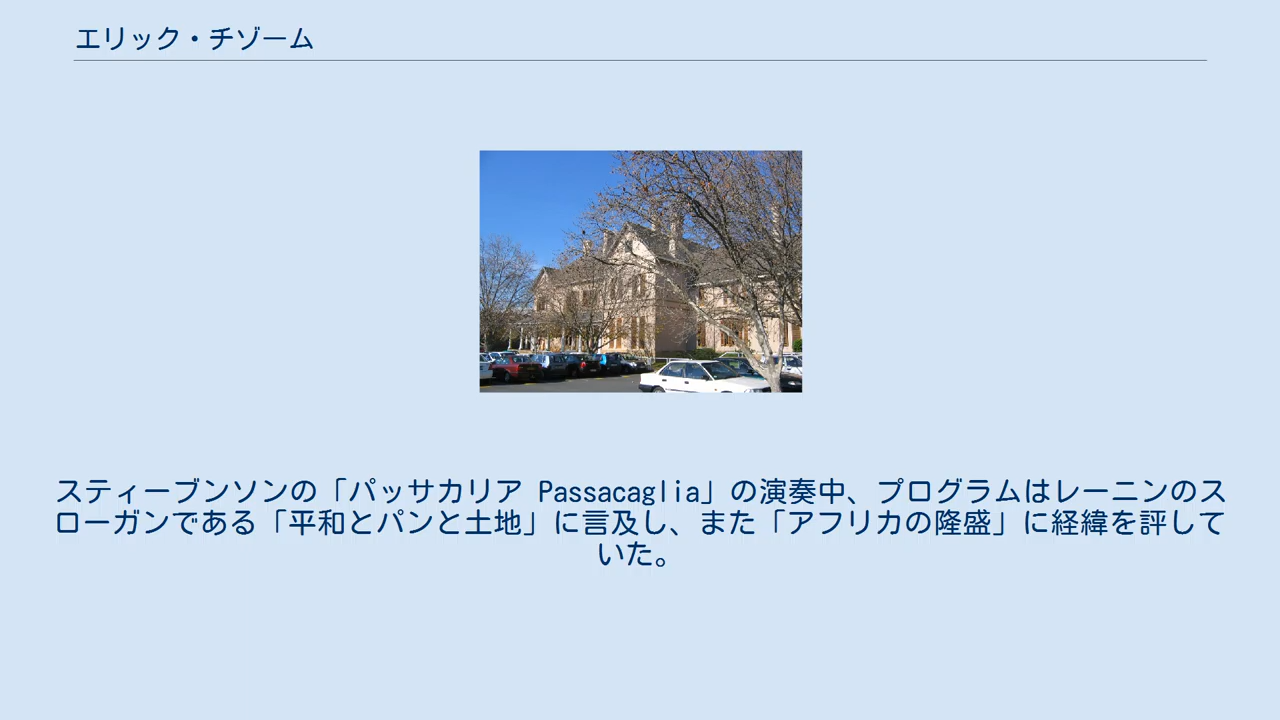 エリック・チゾーム
スティーブンソンの「パッサカリア Passacaglia」の演奏中、プログラムはレーニンのス
ローガンである「平和とパンと土地」に言及し、また「アフリカの隆盛」に経緯を評して
いた。